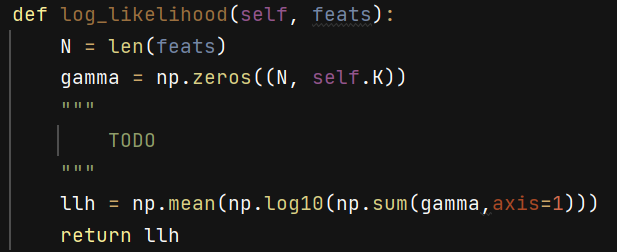 def log_likelihood(self, feats):
    N = len(feats)
    gamma = np.zeros((N, self.K))
    """
        TODO
    """
    llh = np.mean(np.log10(np.sum(gamma,axis=1)))
    return llh